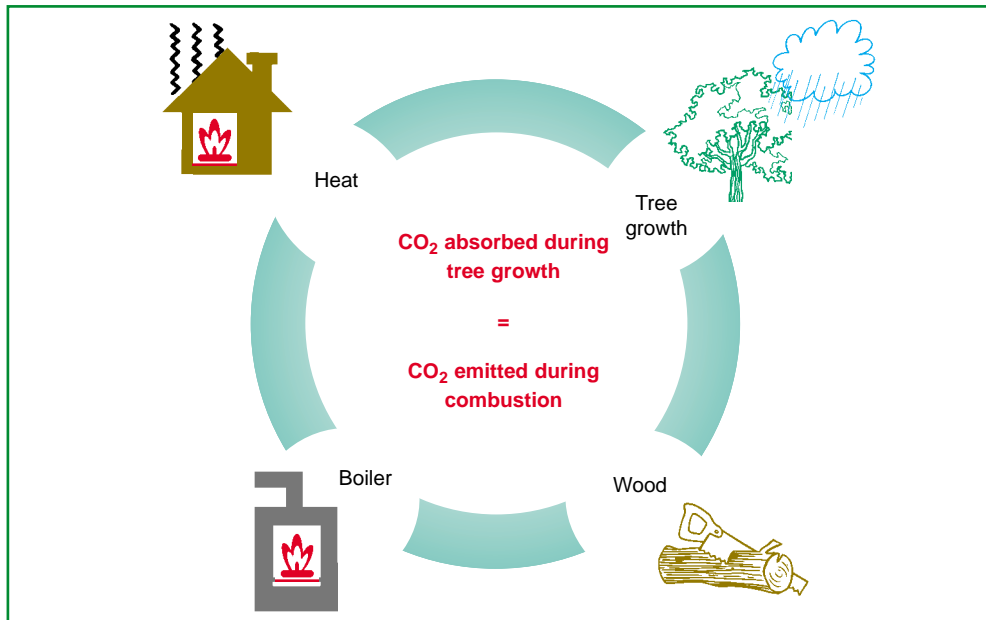 Heat
Tree
growth
CO₂ absorbed during
tree growth
=
CO₂ emitted during
combustion
Boiler
Wood